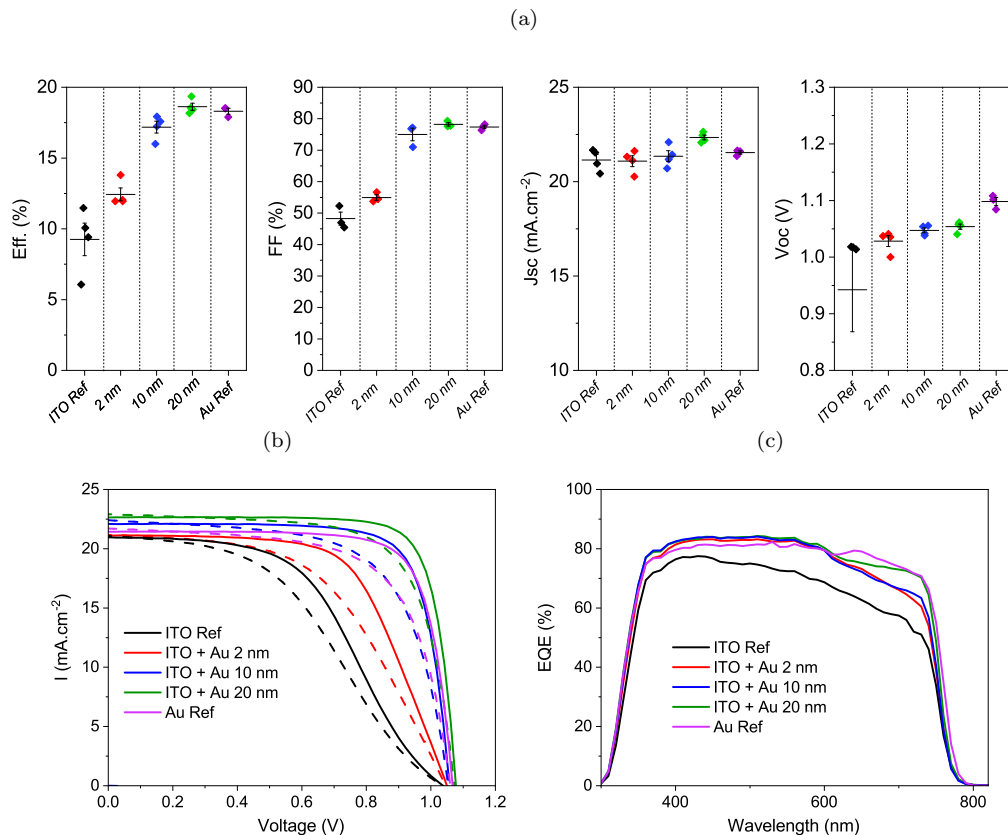 (a)
Eff. (%)
20
15
10
5
0
ITO Ref
2 nm
10 nm
20 nm
Au Ref
FF (%)
90
80
70
60
50
40
30
20
10
0
ITO Ref
2 nm
10 nm
20 nm
Au Ref
Jsc (mA.cm-2)
25
20
15
10
ITO Ref
2 nm
10 nm
20 nm
Au Ref
Voc (V)
1.3
1.2
1.1
1.0
0.9
0.8
ITO Ref
2 nm
10 nm
20 nm
Au Ref
(b)
I (mA.cm-2)
25
20
15
10
5
0
ITO Ref
ITO + Au 2 nm
ITO + Au 10 nm
ITO + Au 20 nm
Au Ref
0.0 0.2 0.4 0.6 0.8 1.0 1.2
Voltage (V)
(c)
EQE (%)
100
80
60
40
20
0
ITO Ref
ITO + Au 2 nm
ITO + Au 10 nm
ITO + Au 20 nm
Au Ref
400 600 800
Wavelength (nm)